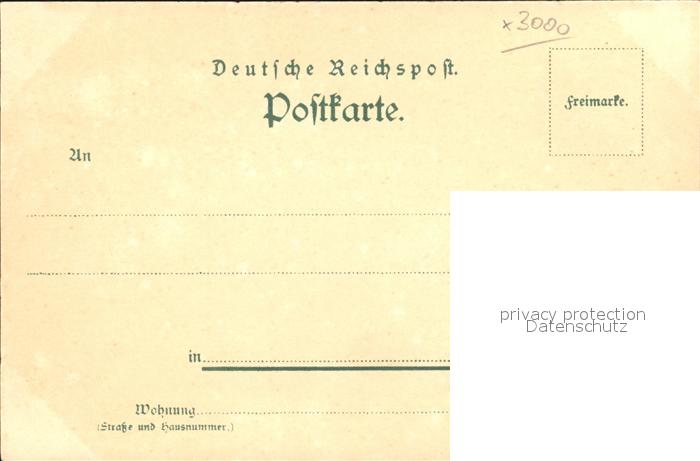 x3000
Deutsche Reichspost.
Postkarte.
Freimarke.
An
privacy protection
Datenschutz
in
Wohnung
(Straße und Hausnummer.)